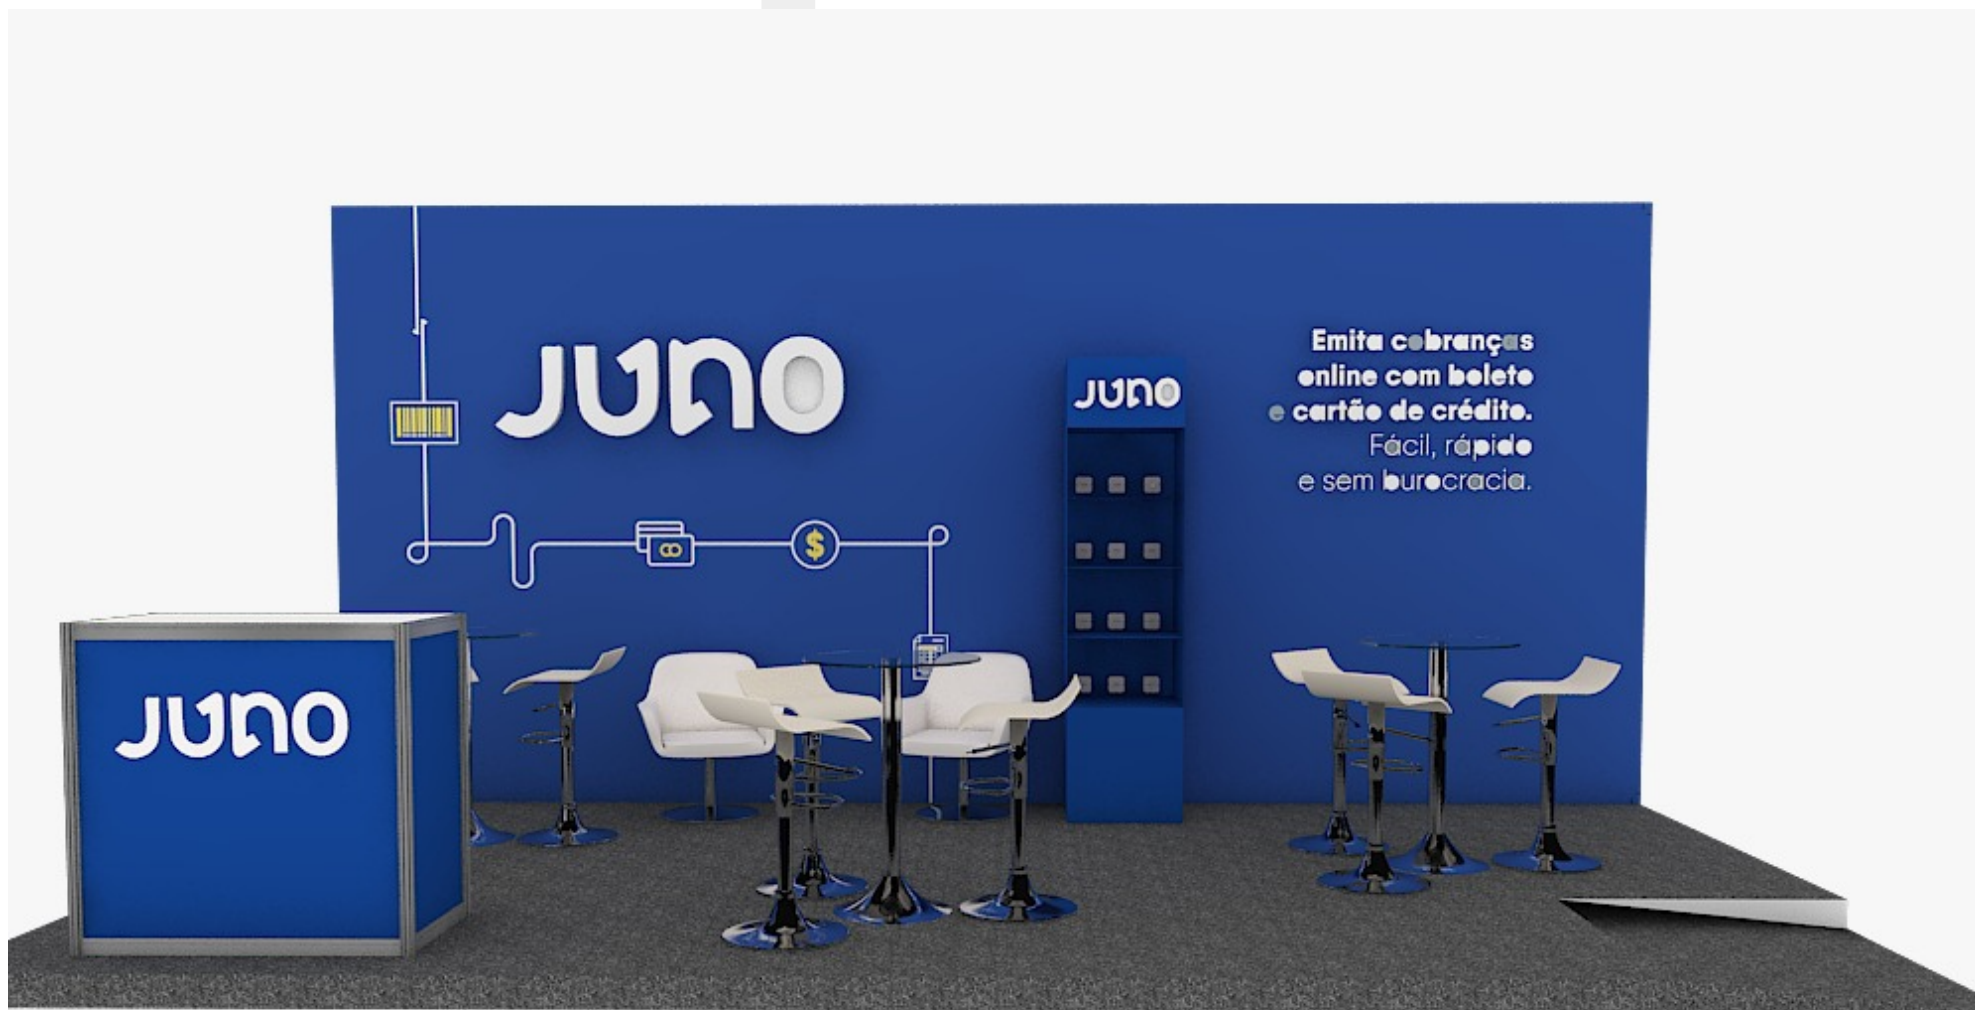 JUNO
JUNO
Emita cobranças
online com boleto
e cartão de crédito.
Fácil, rápido
e sem burocracia.
$
JUNO